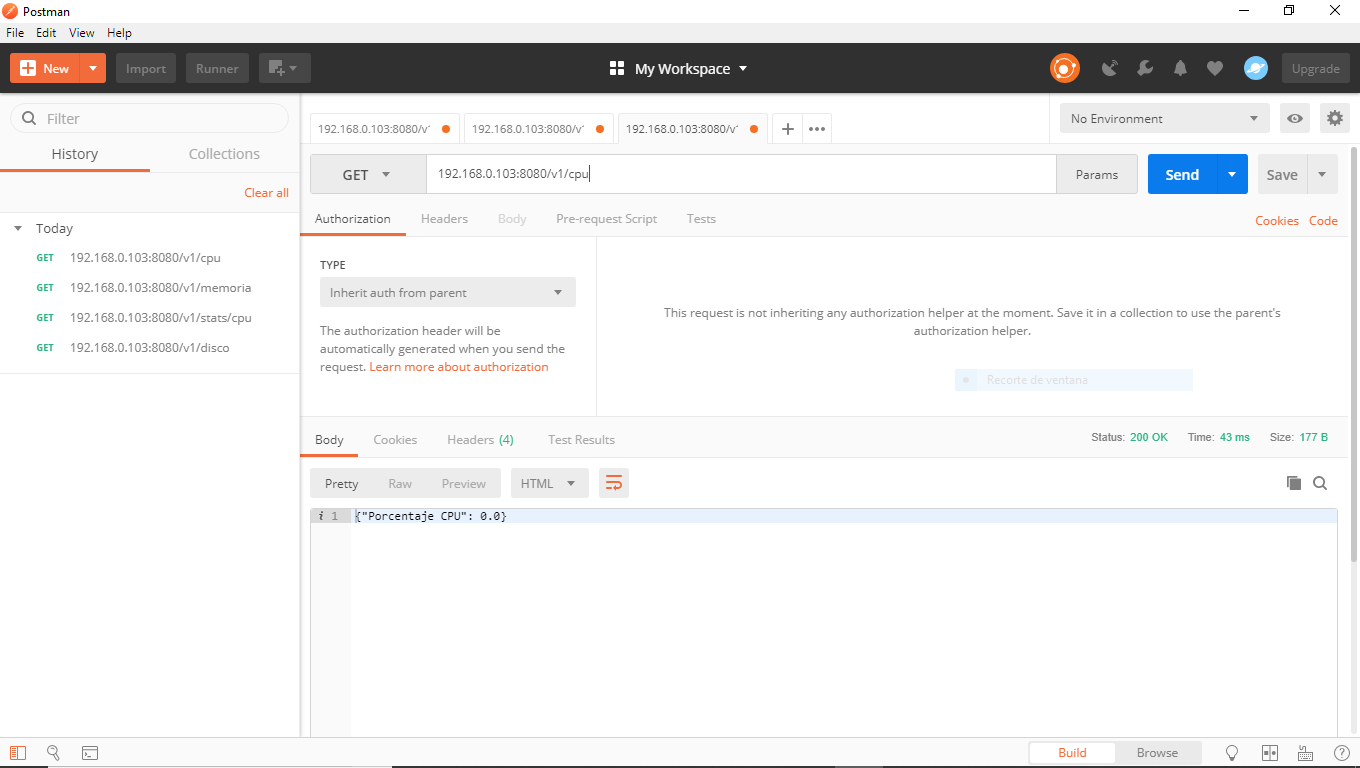 Postman
File Edit View Help
New Import Runner My Workspace Upgrade
Filter
History Collections
Clear all
Today
GET 192.168.0.103:8080/v1/cpu
GET 192.168.0.103:8080/v1/memoria
GET 192.168.0.103:8080/v1/stats/cpu
GET 192.168.0.103:8080/v1/disco
192.168.0.103:8080/v1 192.168.0.103:8080/v1 192.168.0.103:8080/v1 + ••• No Environment
GET 192.168.0.103:8080/v1/cpu Params Send Save
Authorization Headers Body Pre-request Script Tests Cookies Code
TYPE
Inherit auth from parent
The authorization header will be
automatically generated when you send the
request. Learn more about authorization
This request is not inheriting any authorization helper at the moment. Save it in a collection to use the parent's
authorization helper.
Recorte de ventana
Body Cookies Headers (4) Test Results Status: 200 OK Time: 43 ms Size: 177 B
Pretty Raw Preview HTML
i 1 {"Porcentaje CPU": 0.0}
Build Browse ?